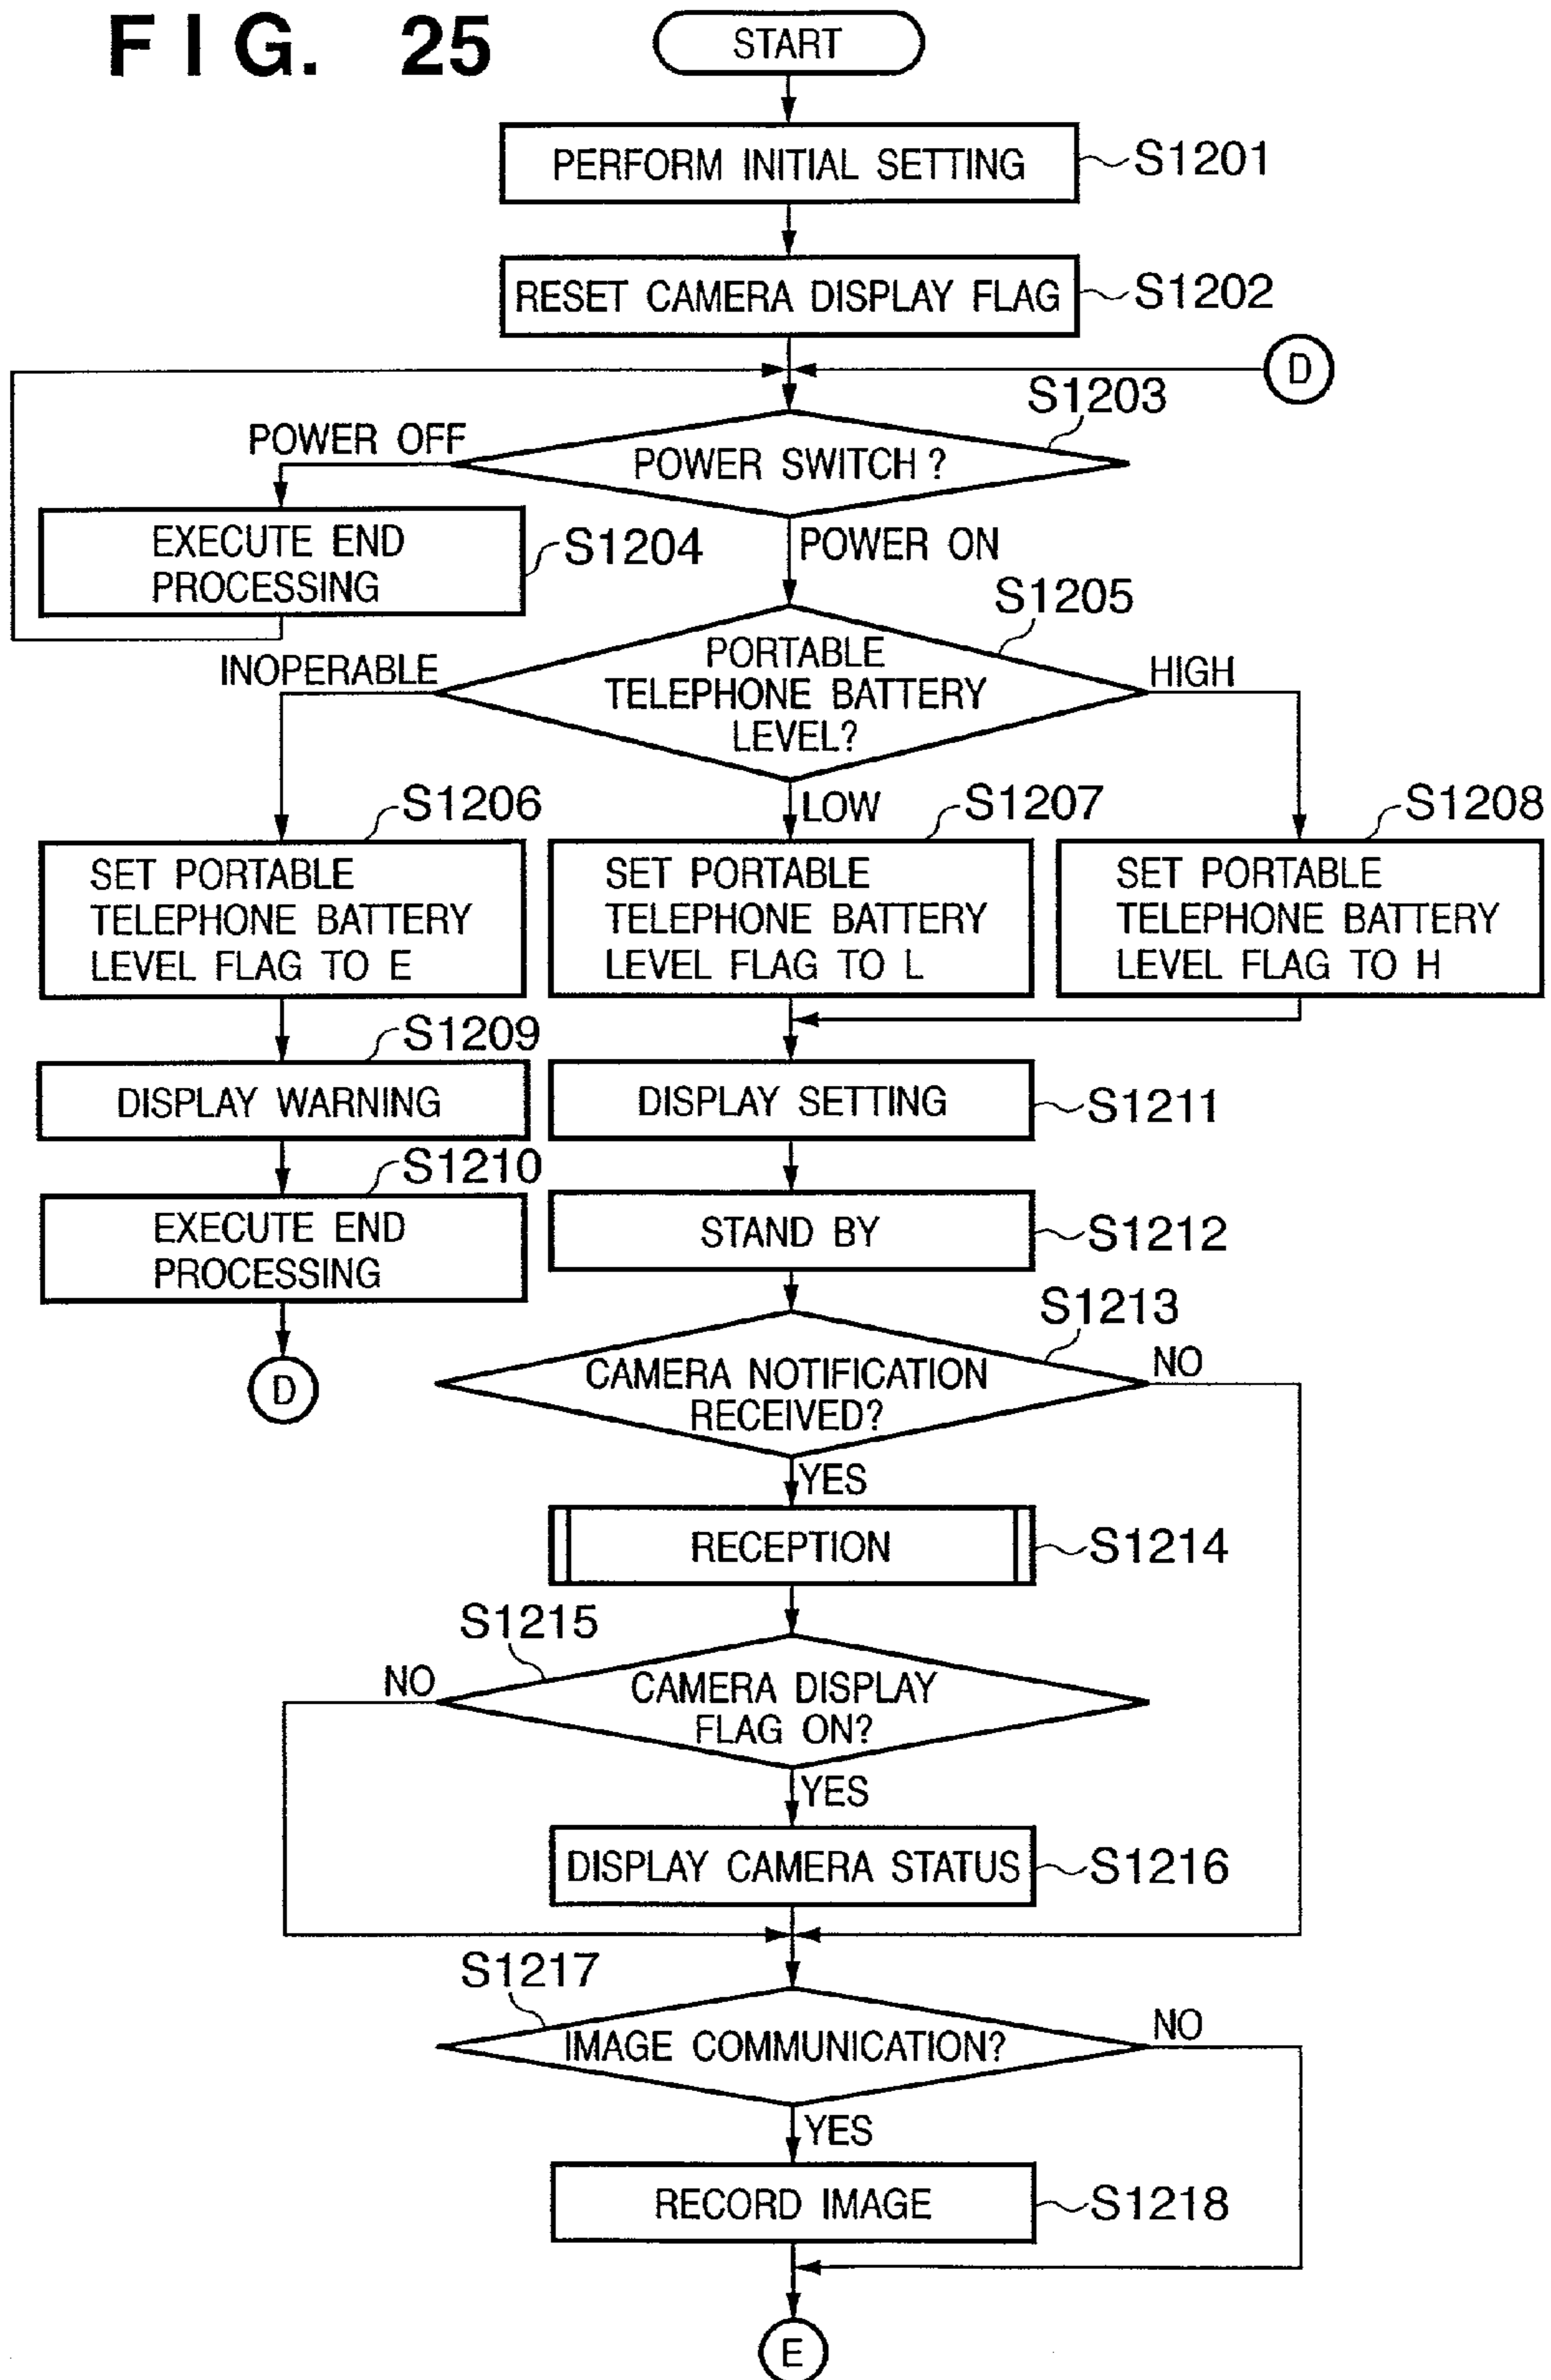 FIG. 25
START
PERFORM INITIAL SETTING
S1201
RESET CAMERA DISPLAY FLAG
S1202
D
S1203
POWER OFF
POWER SWITCH ?
EXECUTE END
PROCESSING
S1204
POWER ON
S1205
INOPERABLE
PORTABLE
TELEPHONE BATTERY
LEVEL?
HIGH
S1206
LOW
S1207
S1208
SET PORTABLE
TELEPHONE BATTERY
LEVEL FLAG TO E
SET PORTABLE
TELEPHONE BATTERY
LEVEL FLAG TO L
SET PORTABLE
TELEPHONE BATTERY
LEVEL FLAG TO H
S1209
DISPLAY WARNING
DISPLAY SETTING
S1211
S1210
EXECUTE END
PROCESSING
STAND BY
S1212
D
S1213
CAMERA NOTIFICATION
RECEIVED?
NO
YES
RECEPTION
S1214
S1215
NO
CAMERA DISPLAY
FLAG ON?
YES
DISPLAY CAMERA STATUS
S1216
S1217
IMAGE COMMUNICATION?
NO
YES
RECORD IMAGE
S1218
E